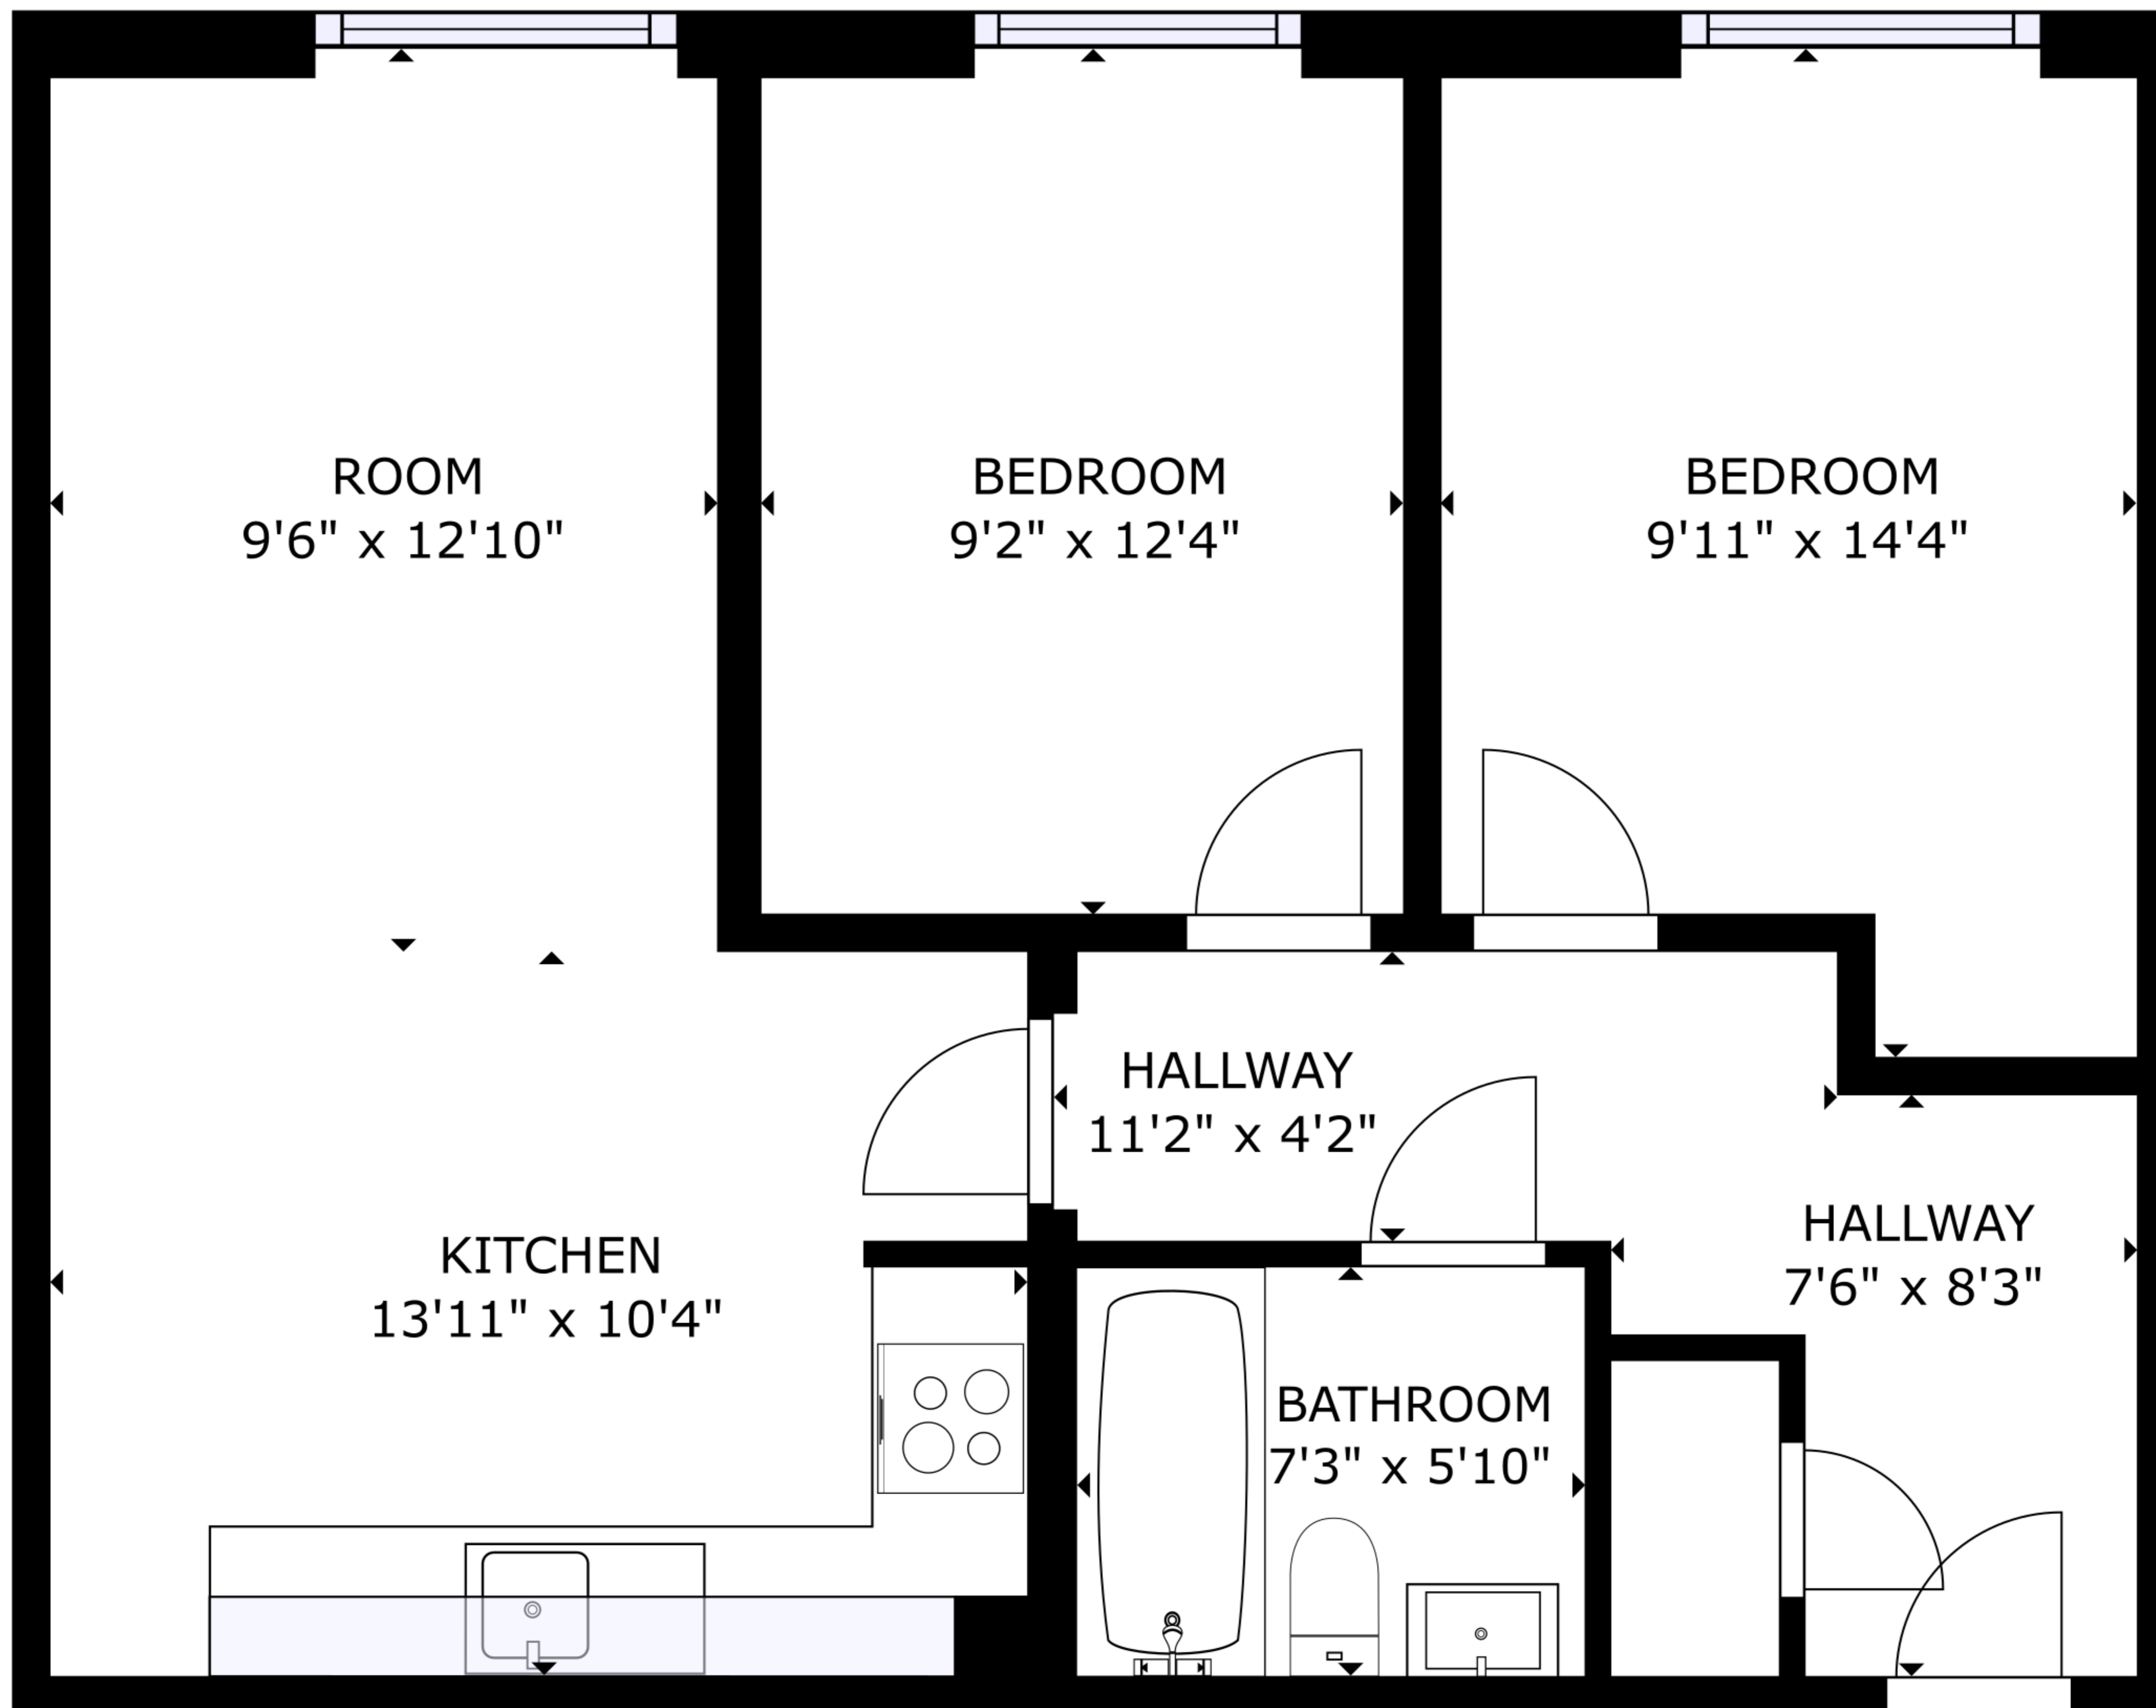 ROOM
9'6" x 12'10"
BEDROOM
9'2" x 12'4"
BEDROOM
9'11" x 14'4"
HALLWAY
11'2" x 4'2"
KITCHEN
13'11" x 10'4"
HALLWAY
7'6" x 8'3"
BATHROOM
7'3" x 5'10"